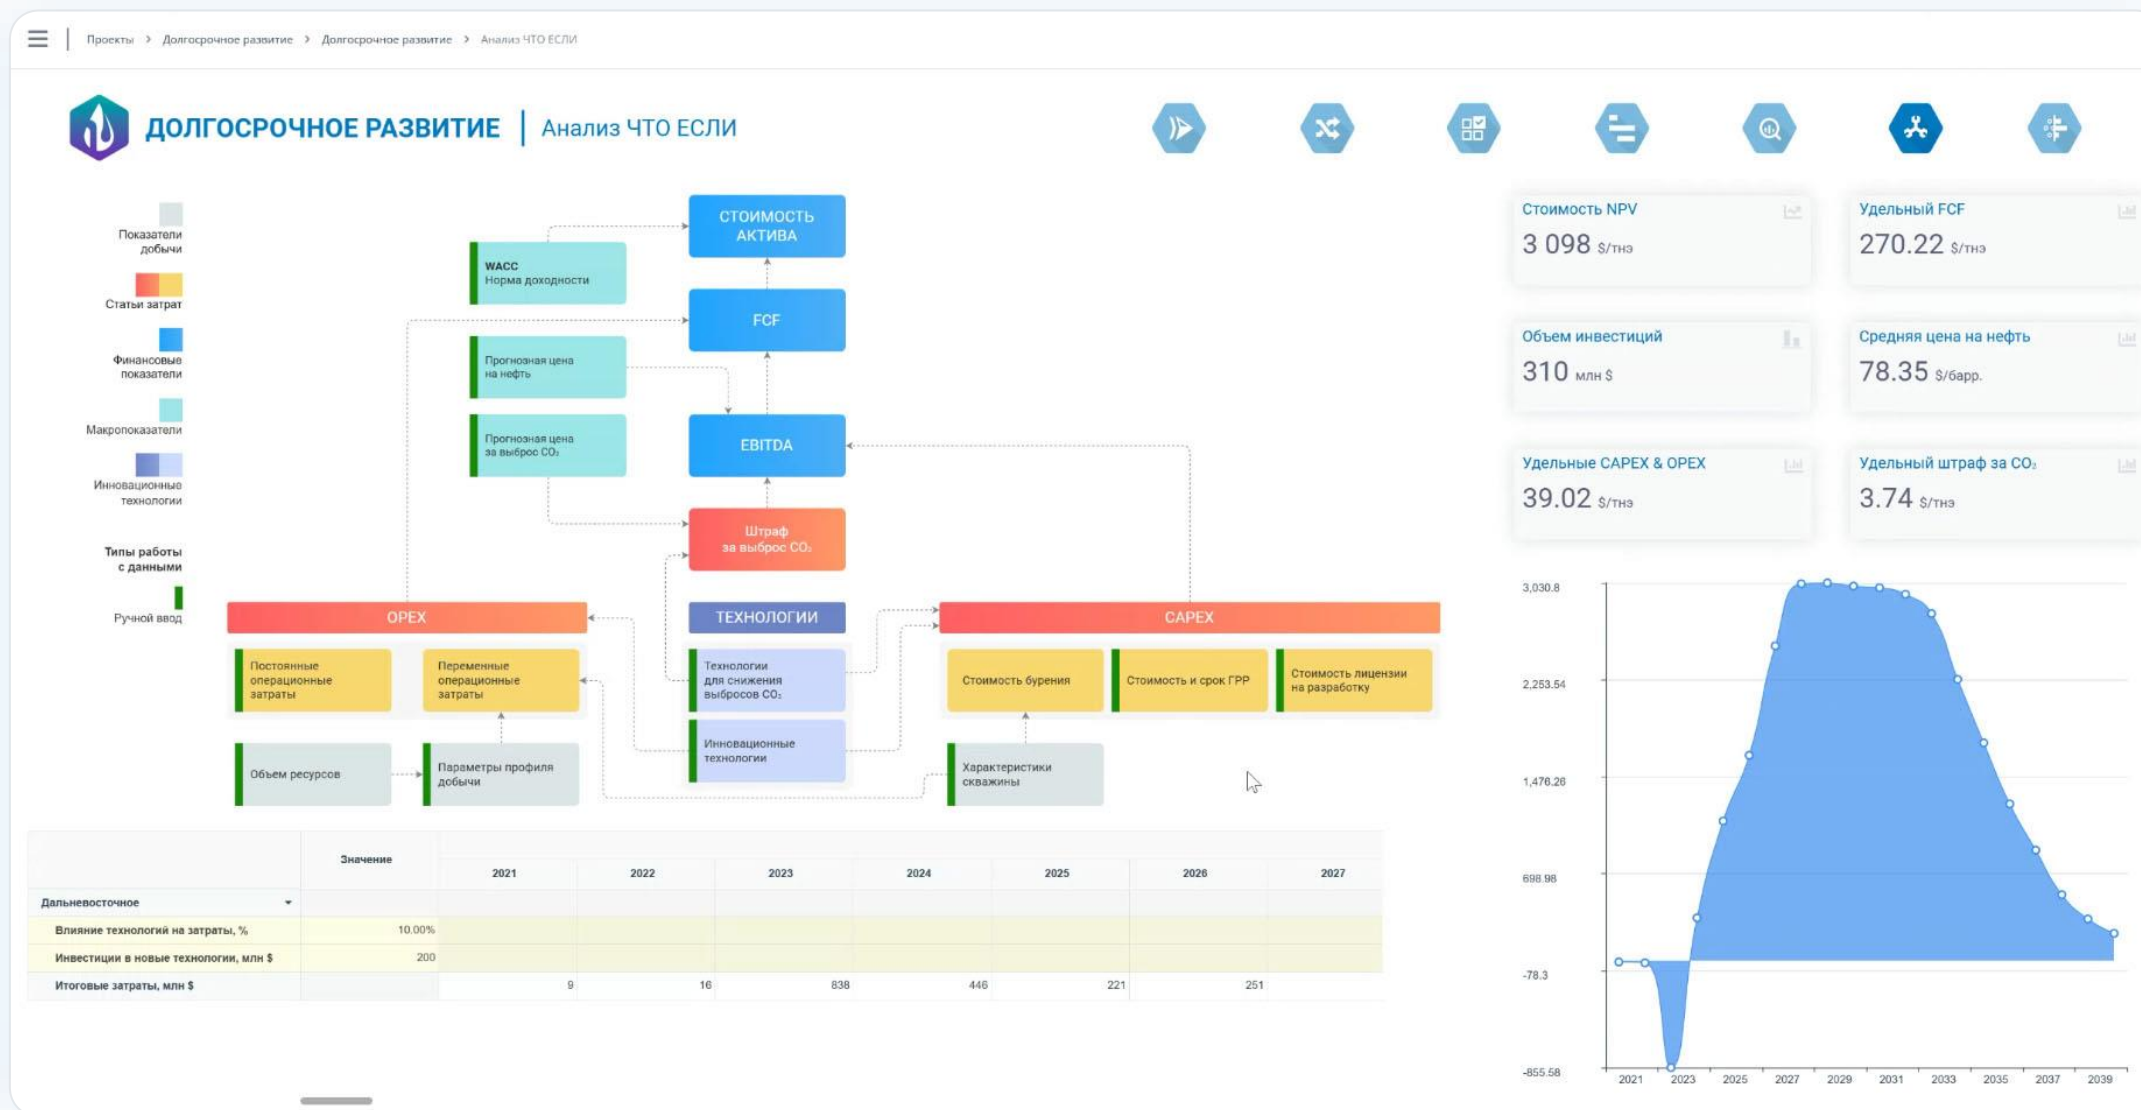 Проекты > Долгосрочное развитие > Долгосрочное развитие > Анализ ЧТО ЕСЛИ
ДОЛГОСРОЧНОЕ РАЗВИТИЕ | Анализ ЧТО ЕСЛИ
Показатели
добычи
Статьи затрат
Финансовые
показатели
Макропоказатели
Инновационные
технологии
Типы работы
с данными
Ручной ввод
СТОИМОСТЬ
АКТИВА
WACC
Норма доходности
FCF
Прогнозная цена
на нефть
Прогнозная цена
за выброс CO₂
EBITDA
Штраф
за выброс CO₂
OPEX
ТЕХНОЛОГИИ
CAPEX
Постоянные
операционные
затраты
Переменные
операционные
затраты
Технологии
для снижения
выбросов CO₂
Стоимость бурения
Стоимость и срок ГРР
Стоимость лицензии
на разработку
Объем ресурсов
Параметры профиля
добычи
Инновационные
технологии
Характеристики
скважины
Стоимость NPV
3 098 $/тнэ
Удельный FCF
270.22 $/тнэ
Объем инвестиций
310 млн $
Средняя цена на нефть
78.35 $/барр.
Удельные CAPEX & OPEX
39.02 $/тнэ
Удельный штраф за CO₂
3.74 $/тнэ
3,030.8
2,253.54
1,476.26
698.98
-78.3
-855.58
2021 2023 2025 2027 2029 2031 2033 2035 2037 2039
Значение
2021 2022 2023 2024 2025 2026 2027
Дальневосточное
Влияние технологий на затраты, % 10.00%
Инвестиции в новые технологии, млн $ 200
Итоговые затраты, млн $ 9 16 838 446 221 251